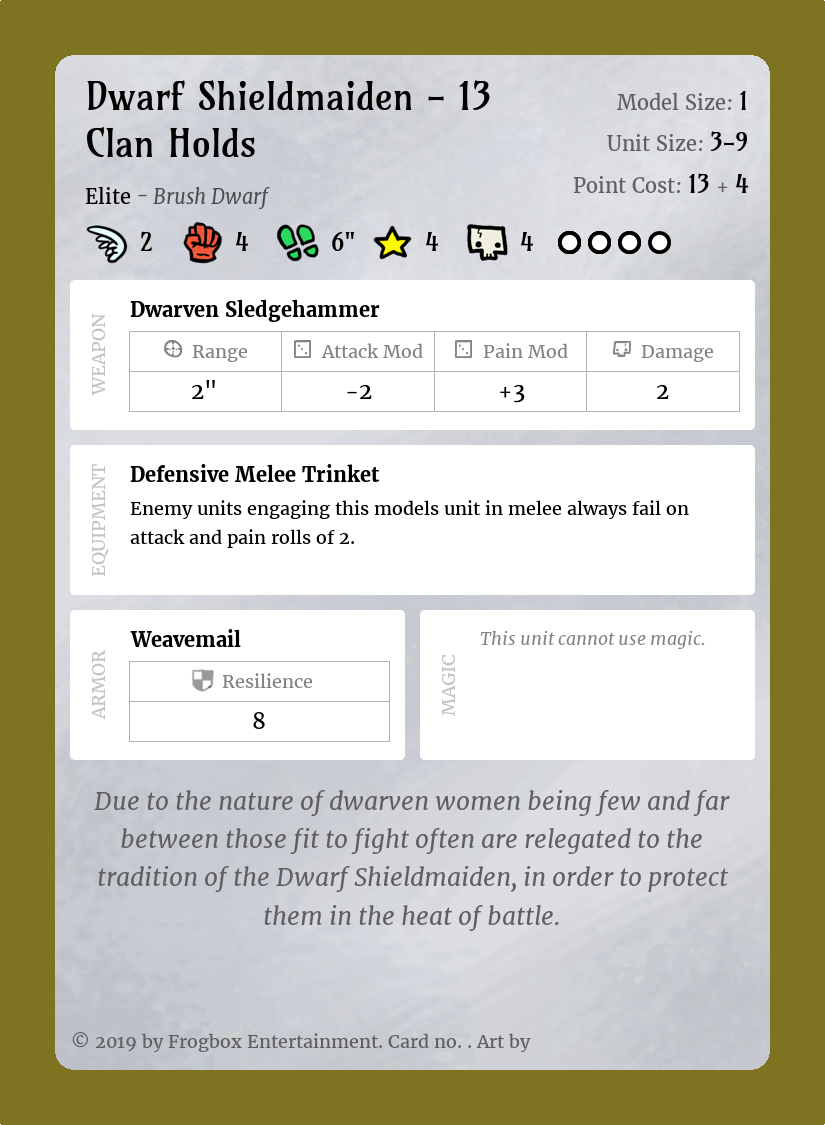 Dwarf Shieldmaiden – 13
Clan Holds
Model Size: 1
Unit Size: 3–9
Point Cost: 13 + 4
Elite – Brush Dwarf
2 4 6" 4 4
WEAPON
Dwarven Sledgehammer
Range Attack Mod Pain Mod Damage
2" -2 +3 2
EQUIPMENT
Defensive Melee Trinket
Enemy units engaging this models unit in melee always fail on
attack and pain rolls of 2.
ARMOR
Weavemail
Resilience
8
MAGIC
This unit cannot use magic.
Due to the nature of dwarven women being few and far
between those fit to fight often are relegated to the
tradition of the Dwarf Shieldmaiden, in order to protect
them in the heat of battle.
© 2019 by Frogbox Entertainment. Card no. . Art by